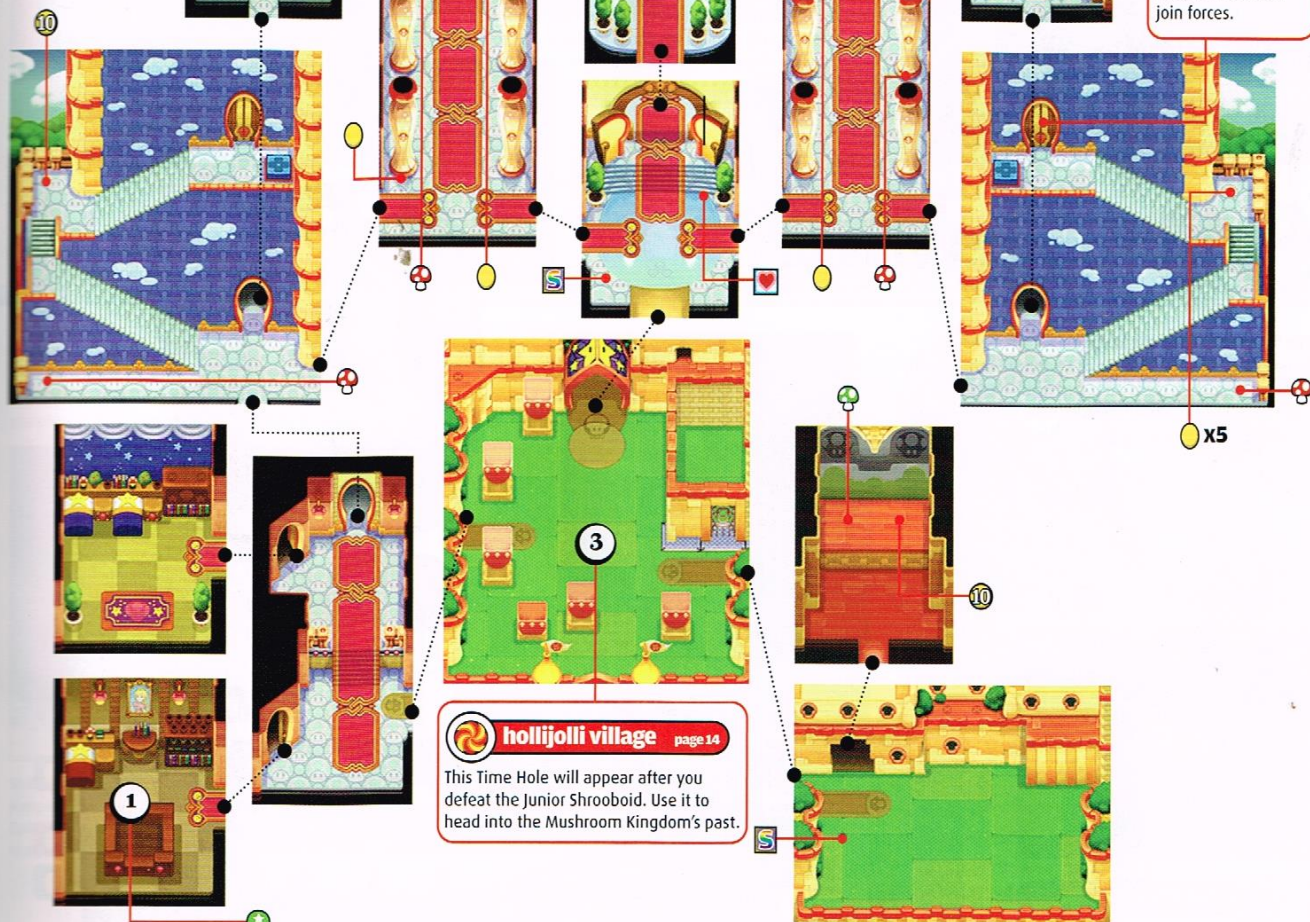 join forces.
10
S
x5
3
10
hollijolli village page 14
This Time Hole will appear after you
defeat the Junior Shrooboid. Use it to
head into the Mushroom Kingdom's past.
1
S